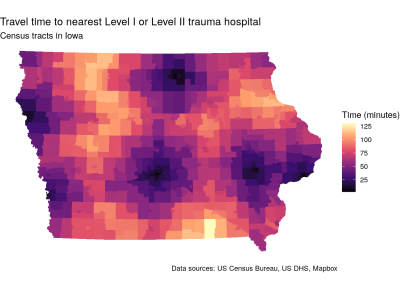 Travel time to nearest Level I or Level II trauma hospital
Census tracts in Iowa
Time (minutes)
125
100
75
50
25
Data sources: US Census Bureau, US DHS, Mapbox